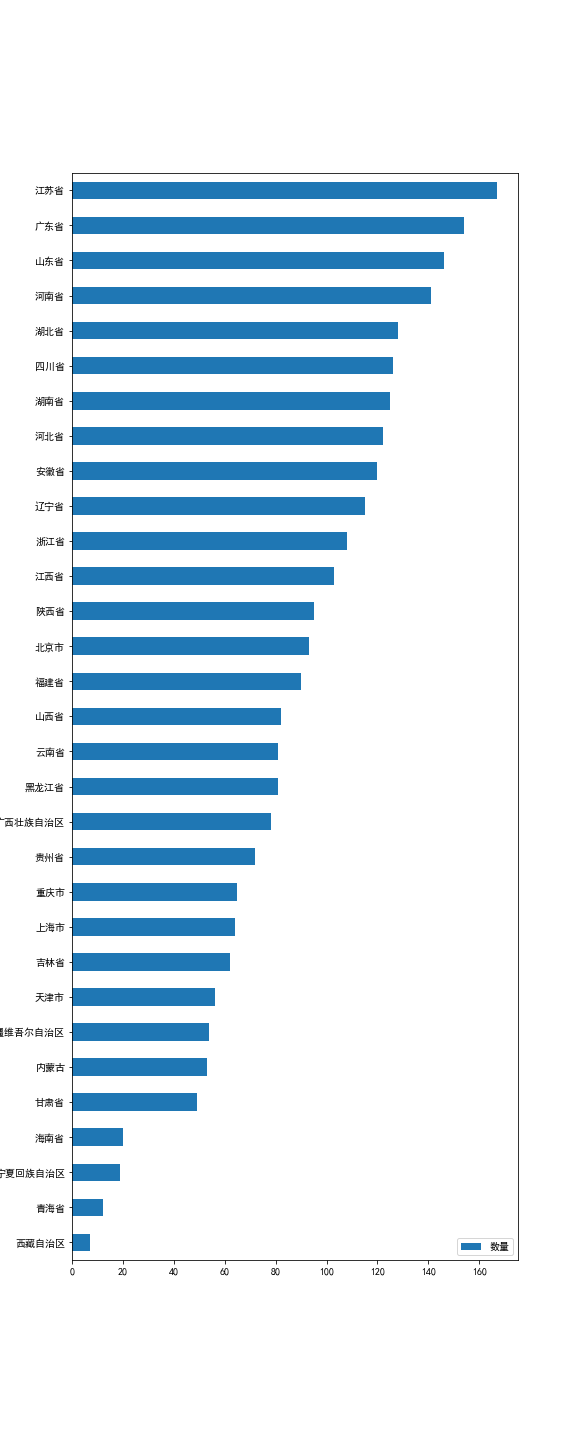 江苏省
广东省
山东省
河南省
湖北省
四川省
湖南省
河北省
安徽省
辽宁省
浙江省
江西省
陕西省
北京市
福建省
山西省
云南省
黑龙江省
广西壮族自治区
贵州省
重庆市
上海市
吉林省
天津市
疆维吾尔自治区
内蒙古
甘肃省
海南省
宁夏回族自治区
青海省
西藏自治区
数量
0 20 40 60 80 100 120 140 160